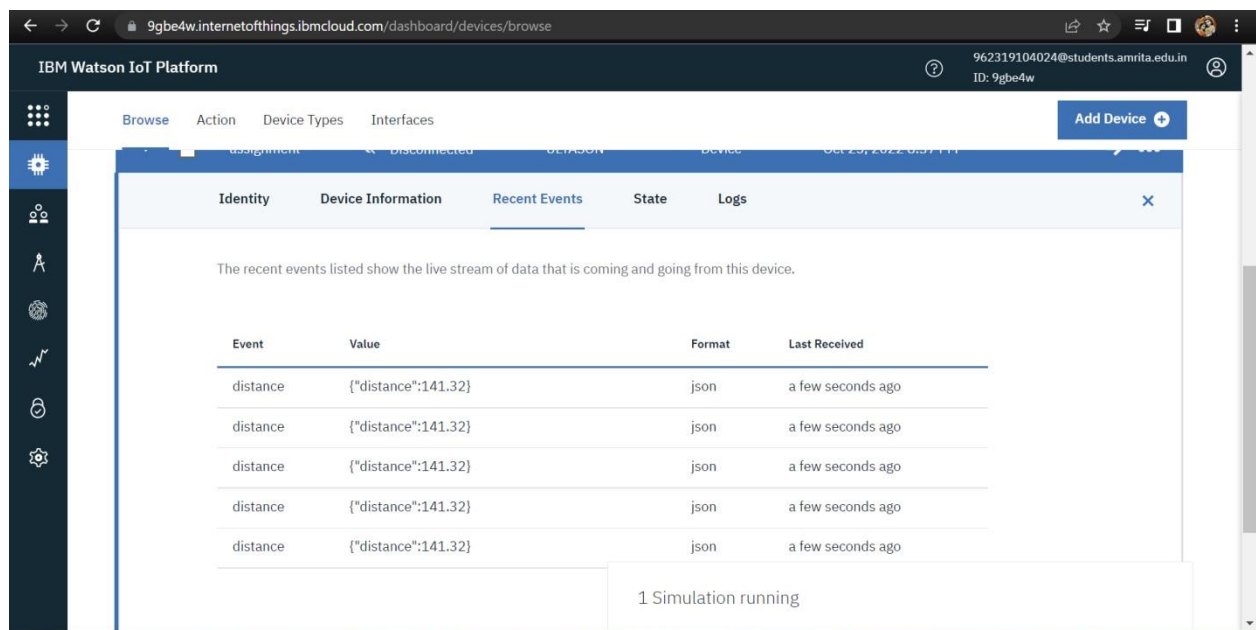 9gbe4w.internetofthings.ibmcloud.com/dashboard/devices/browse
IBM Watson IoT Platform
962319104024@students.amrita.edu.in
ID: 9gbe4w
Browse Action Device Types Interfaces
Add Device
assignment Disconnected Device
Identity Device Information Recent Events State Logs
The recent events listed show the live stream of data that is coming and going from this device.
Event Value Format Last Received
distance {"distance":141.32} json a few seconds ago
distance {"distance":141.32} json a few seconds ago
distance {"distance":141.32} json a few seconds ago
distance {"distance":141.32} json a few seconds ago
distance {"distance":141.32} json a few seconds ago
1 Simulation running